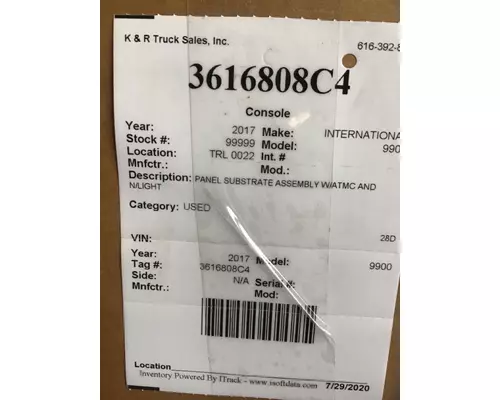 K & R Truck Sales, Inc. 616-392-8
3616808C4
Console
Year: 2017 Make: INTERNATIONA
Stock #: 99999 Model: 990
Location: TRL 0022 Int. #
Mnfctr.: Mod.:
Description: PANEL SUBSTRATE ASSEMBLY W/ATMC AND
N/LIGHT
Category: USED
VIN: 28D
Year: 2017 Model: 9900
Tag #: 3616808C4
Side: N/A Serial #:
Mnfctr.: Mod:
Location
Inventory Powered By ITrack - www.isoftdata.com 7/29/2020